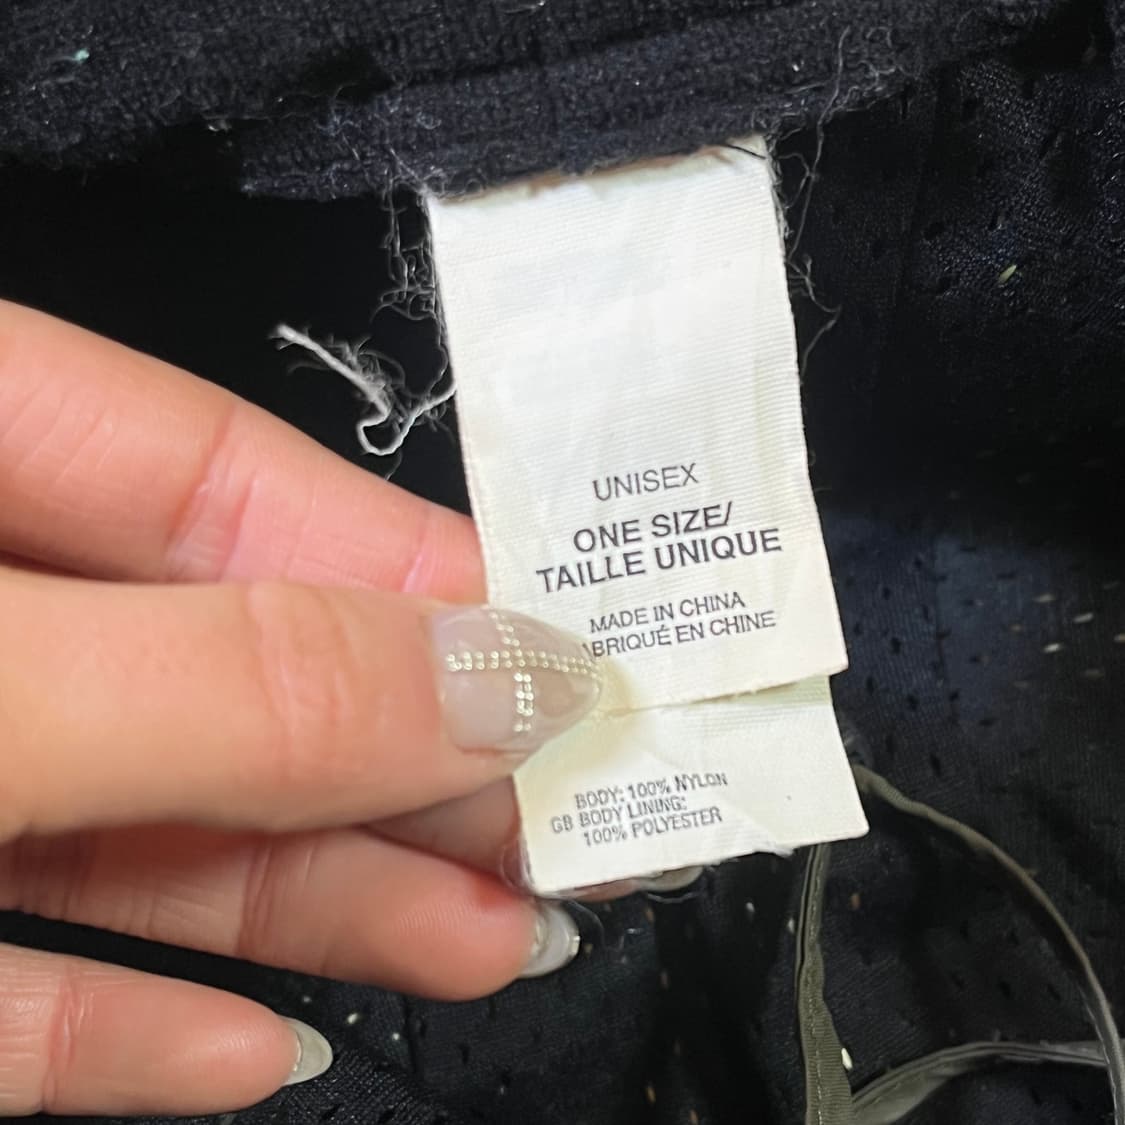 UNISEX
ONE SIZE/
TAILLE UNIQUE
MADE IN CHINA
ABRIQUÉ EN CHINE
BODY: 100% NYLON
GB BODY LINING:
100% POLYESTER